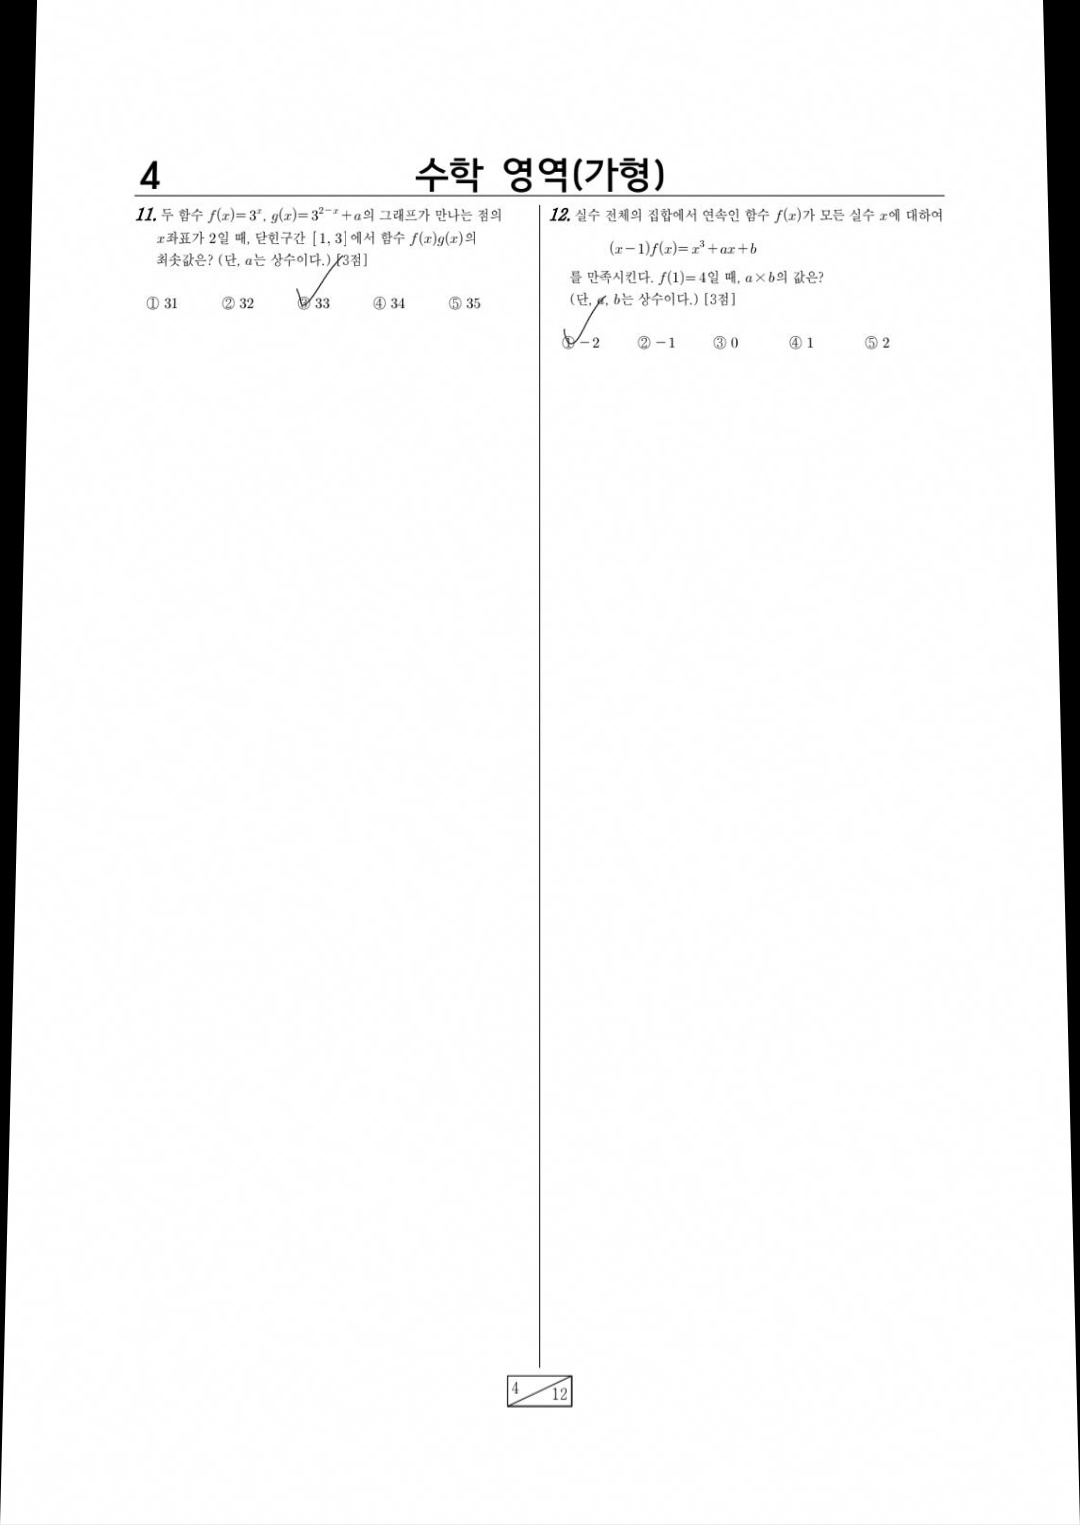 4
수학 영역(가형)
11. 두 함수 f(x)=3^x, g(x)=3^{2-x}+a의 그래프가 만나는 점의
x좌표가 2일 때, 닫힌구간 [1, 3]에서 함수 f(x)g(x)의
최솟값은? (단, a는 상수이다.) [3점]
① 31 ② 32 ③ 33 ④ 34 ⑤ 35
12. 실수 전체의 집합에서 연속인 함수 f(x)가 모든 실수 x에 대하여
(x-1)f(x)=x^3+ax+b
를 만족시킨다. f(1)=4일 때, a×b의 값은?
(단, a, b는 상수이다.) [3점]
① -2 ② -1 ③ 0 ④ 1 ⑤ 2
4
12